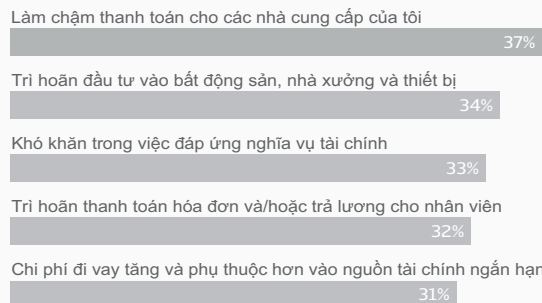 Làm chậm thanh toán cho các nhà cung cấp của tôi
37%
Trì hoãn đầu tư vào bất động sản, nhà xưởng và thiết bị
34%
Khó khăn trong việc đáp ứng nghĩa vụ tài chính
33%
Trì hoãn thanh toán hóa đơn và/hoặc trả lương cho nhân viên
32%
Chi phí đi vay tăng và phụ thuộc hơn vào nguồn tài chính ngắn hạn
31%